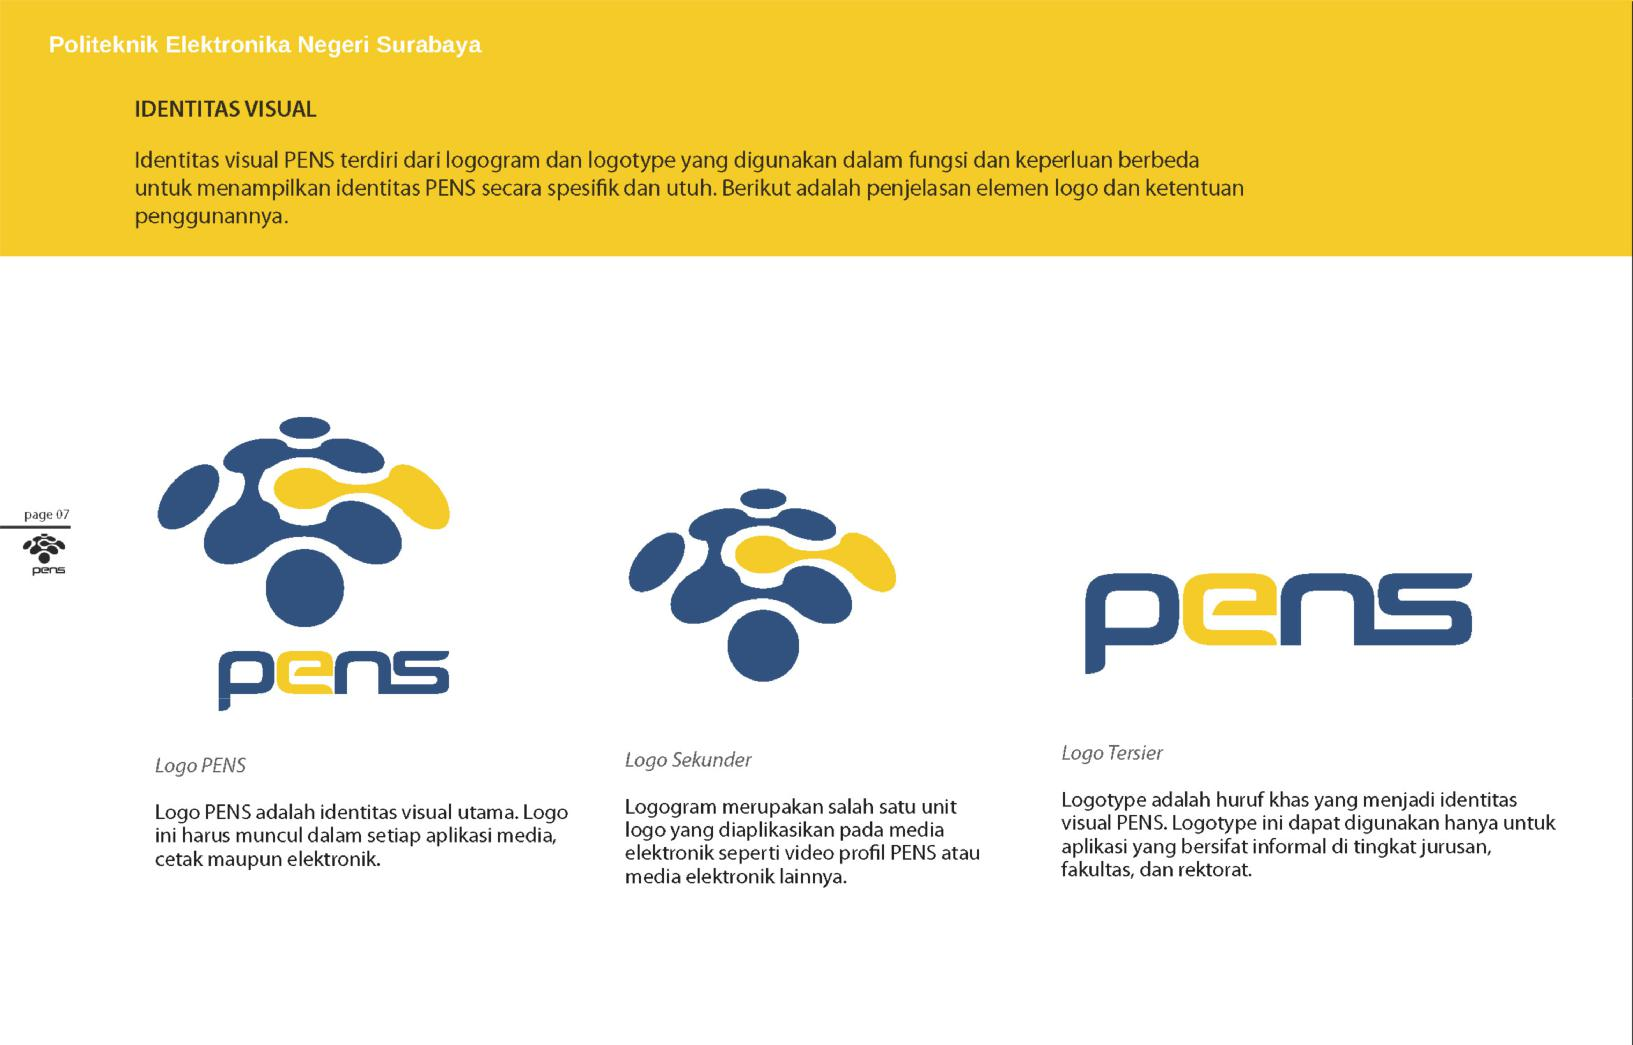 Politeknik Elektronika Negeri Surabaya
IDENTITAS VISUAL
Identitas visual PENS terdiri dari logogram dan logotype yang digunakan dalam fungsi dan keperluan berbeda
untuk menampilkan identitas PENS secara spesifik dan utuh. Berikut adalah penjelasan elemen logo dan ketentuan
penggunannya.
page 07
pens
pens
Logo PENS
Logo PENS adalah identitas visual utama. Logo
ini harus muncul dalam setiap aplikasi media,
cetak maupun elektronik.
Logo Sekunder
Logogram merupakan salah satu unit
logo yang diaplikasikan pada media
elektronik seperti video profil PENS atau
media elektronik lainnya.
pens
Logo Tersier
Logotype adalah huruf khas yang menjadi identitas
visual PENS. Logotype ini dapat digunakan hanya untuk
aplikasi yang bersifat informal di tingkat jurusan,
fakultas, dan rektorat.